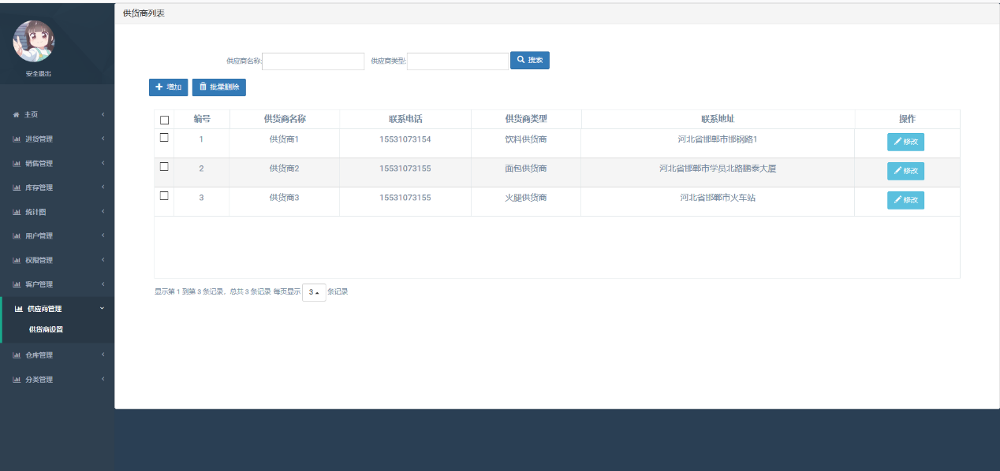 供货商列表
安全退出
主页
进货管理
销售管理
库存管理
统计图
用户管理
权限管理
客户管理
供应商管理
供货商设置
仓库管理
分类管理
供应商名称: 供应商类型: 搜索
增加 批量删除
编号 供货商名称 联系电话 供货商类型 联系地址 操作
1 供货商1 15531073154 饮料供货商 河北省邯郸市邯钢路1 修改
2 供货商2 15531073155 面包供货商 河北省邯郸市学员北路鹏泰大厦 修改
3 供货商3 15531073155 火腿供货商 河北省邯郸市火车站 修改
显示第 1 到第 3 条记录，总共 3 条记录 每页显示 3 条记录